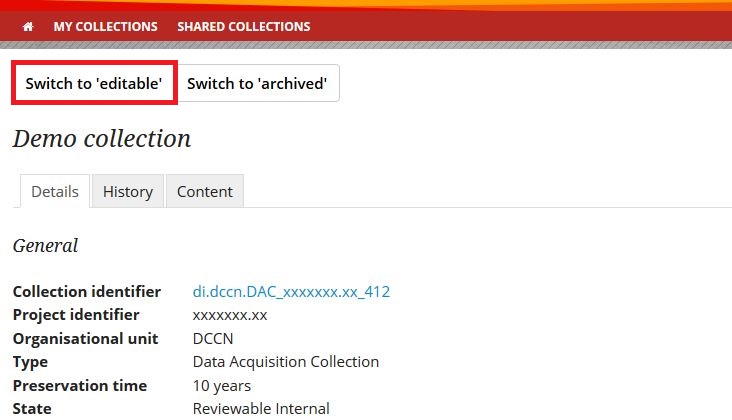 MY COLLECTIONS SHARED COLLECTIONS
Switch to 'editable' Switch to 'archived'
Demo collection
Details History Content
General
Collection identifier di.dccn.DAC_xxxxxxx.xx_412
Project identifier xxxxxxx.xx
Organisational unit DCCN
Type Data Acquisition Collection
Preservation time 10 years
State Reviewable Internal